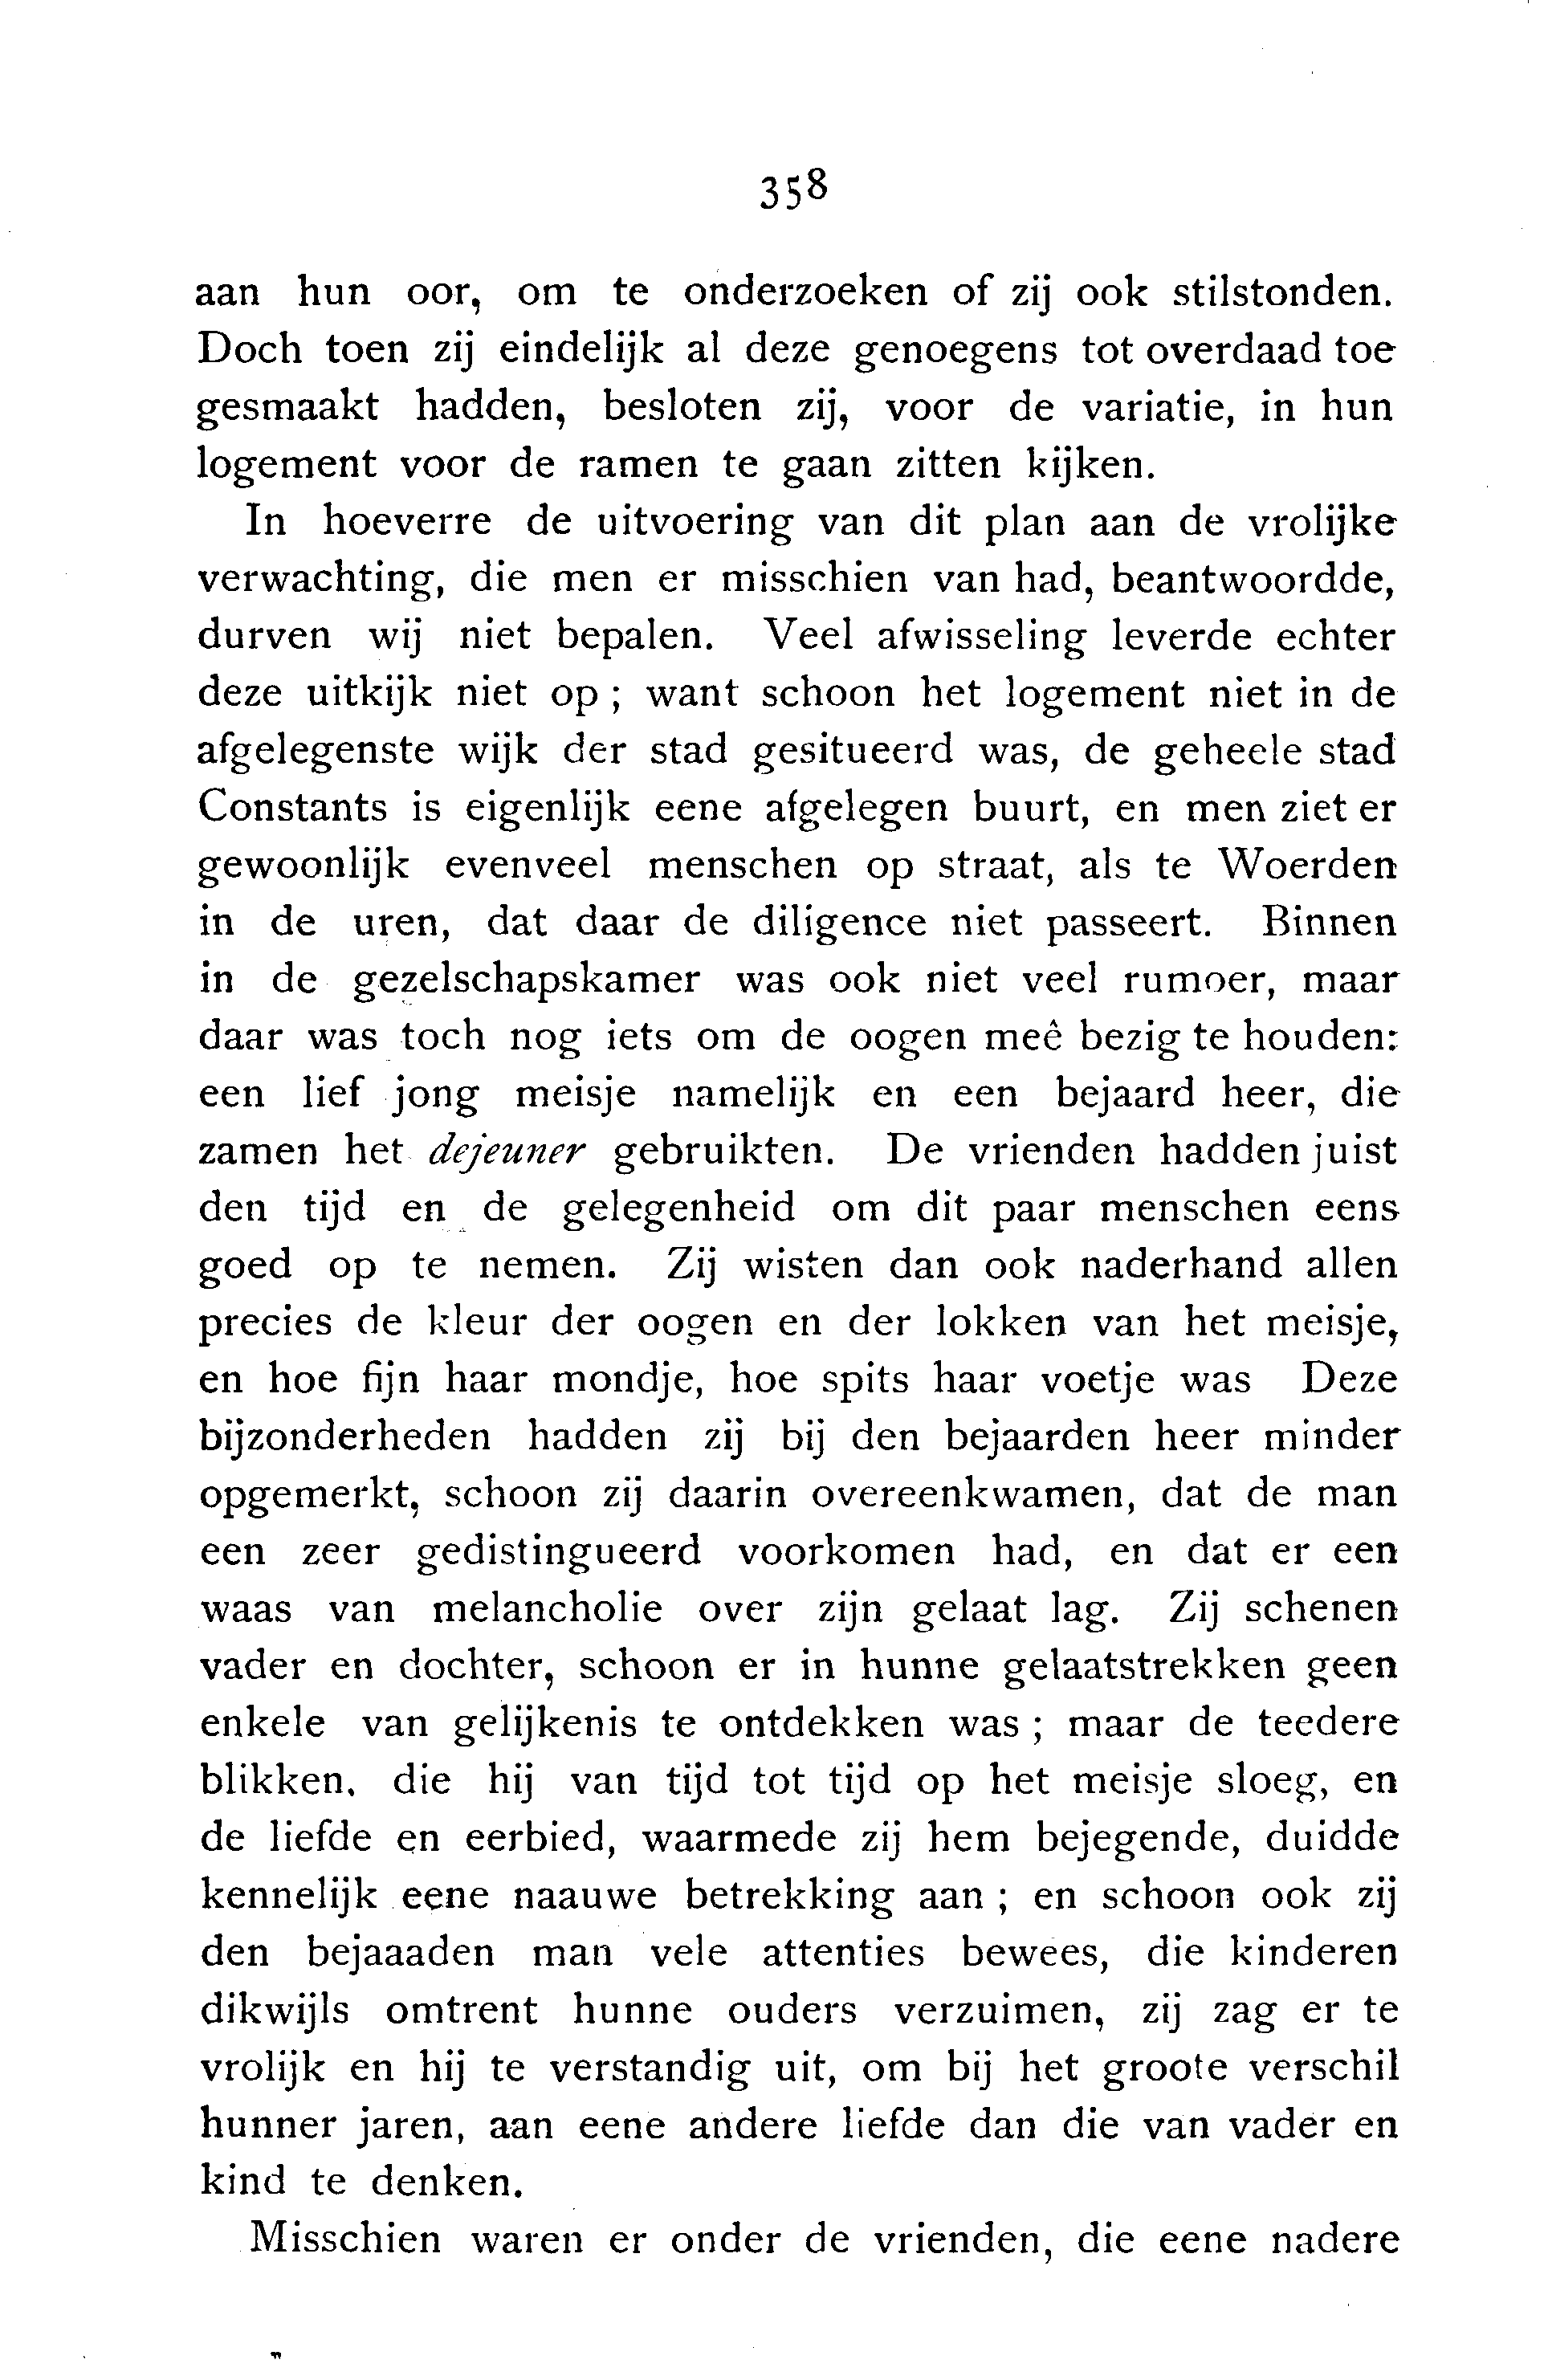 358
aan hun oor, om te onderzoeken of zij ook stilstonden.
Doch toen zij eindelijk al deze genoegens tot overdaad toe
gesmaakt hadden, besloten zij, voor de variatie, in hun
logement voor de ramen te gaan zitten kijken.
In hoeverre de uitvoering van dit plan aan de vrolijke
verwachting, die men er misschien van had, beantwoordde,
durven wij niet bepalen. Veel afwisseling leverde echter
deze uitkijk niet op ; want schoon het logement niet in de
afgelegenste wijk der stad gesitueerd was, de geheele stad
Constants is eigenlijk eene afgelegen buurt, en men ziet er
gewoonlijk evenveel menschen op straat, als te Woerden
in de uren, dat daar de diligence niet passeert. Binnen
in de gezelschapskamer was ook niet veel rumoer, maar
daar was toch nog iets om de oogen meê bezig te houden:
een lief jong meisje namelijk en een bejaard heer, die
zamen het dejeuner gebruikten. De vrienden hadden juist
den tijd en de gelegenheid om dit paar menschen eens
goed op te nemen. Zij wisten dan ook naderhand allen
precies de kleur der oogen en der lokken van het meisje,
en hoe fijn haar mondje, hoe spits haar voetje was Deze
bijzonderheden hadden zij bij den bejaarden heer minder
opgemerkt, schoon zij daarin overeenkwamen, dat de man
een zeer gedistingueerd voorkomen had, en dat er een
waas van melancholie over zijn gelaat lag. Zij schenen
vader en dochter, schoon er in hunne gelaatstrekken geen
enkele van gelijkenis te ontdekken was ; maar de teedere
blikken, die hij van tijd tot tijd op het meisje sloeg, en
de liefde en eerbied, waarmede zij hem bejegende, duidde
kennelijk eene naauwe betrekking aan ; en schoon ook zij
den bejaaaden man vele attenties bewees, die kinderen
dikwijls omtrent hunne ouders verzuimen, zij zag er te
vrolijk en hij te verstandig uit, om bij het groote verschil
hunner jaren, aan eene andere liefde dan die van vader en
kind te denken.
Misschien waren er onder de vrienden, die eene nadere